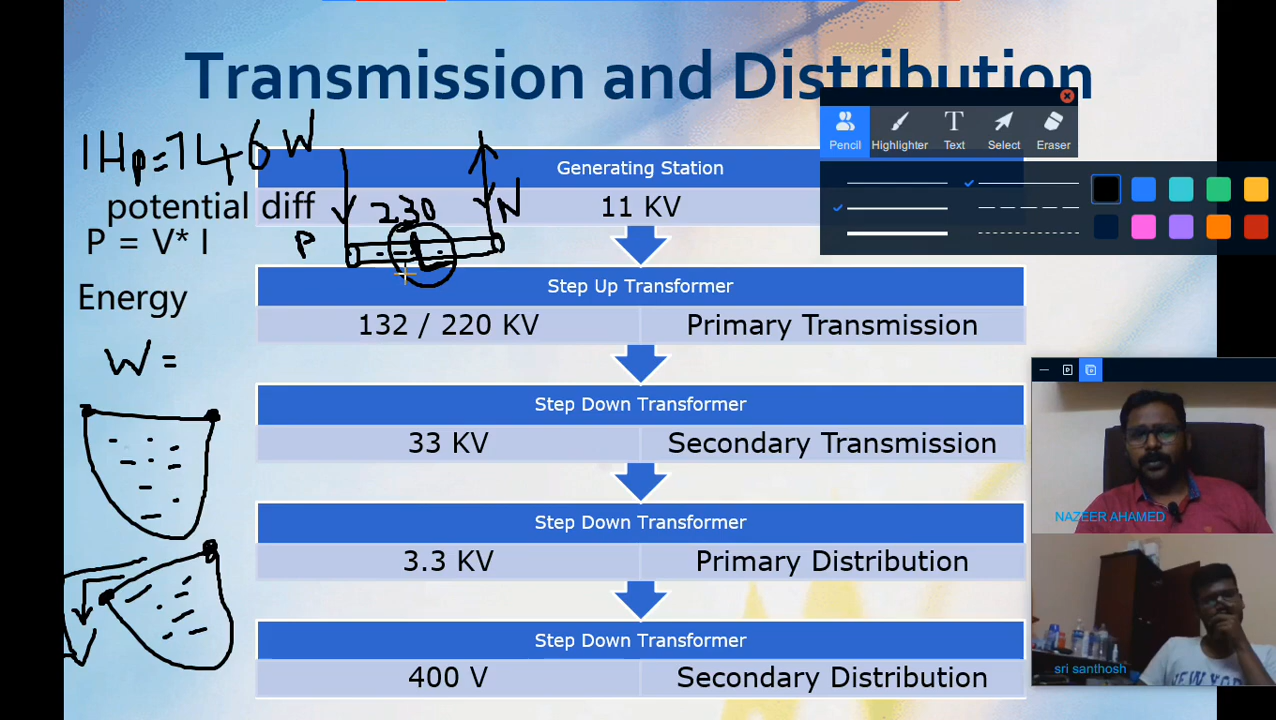 Transmission and Distribution
Pencil
Highlighter
Text
Select
Eraser
1Hp=746 W
potential diff
P = V* I
Energy
W =
230
P
N
Generating Station
11 KV
Step Up Transformer
132 / 220 KV Primary Transmission
Step Down Transformer
33 KV Secondary Transmission
Step Down Transformer
3.3 KV Primary Distribution
Step Down Transformer
400 V Secondary Distribution
NAZEER AHAMED
sri santhosh
NEW YOR